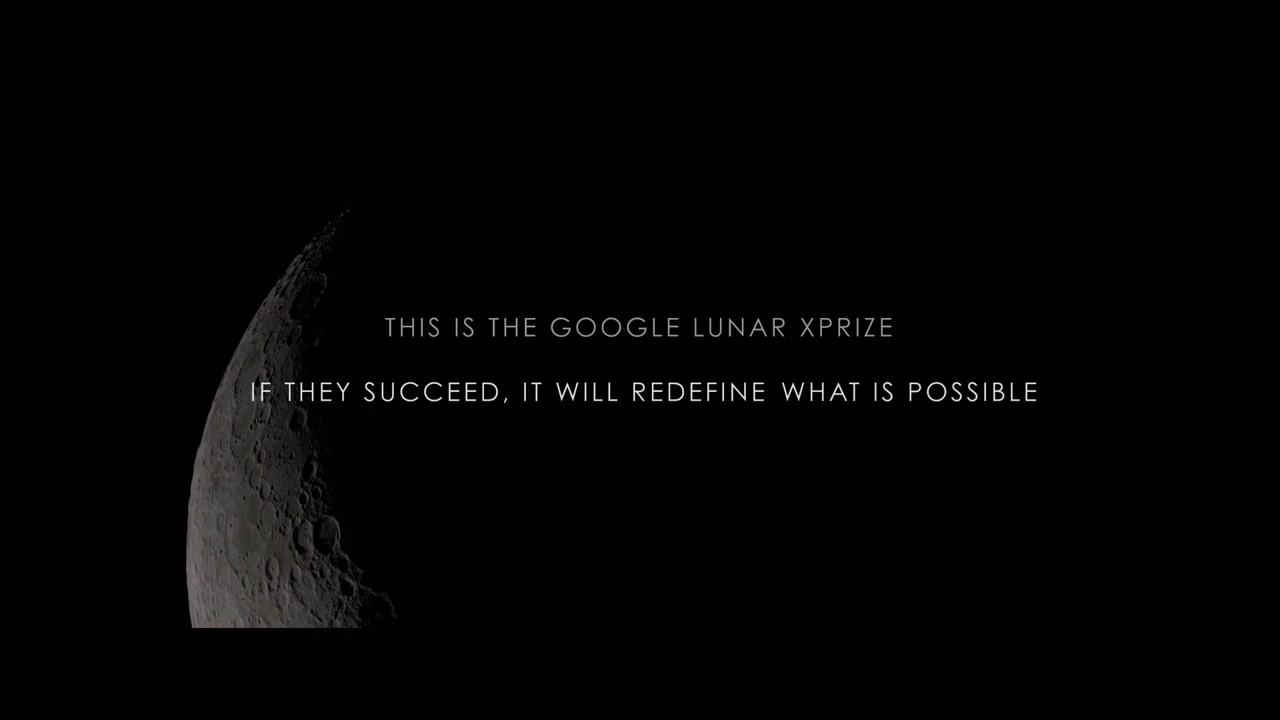 THIS IS THE GOOGLE LUNAR XPRIZE
IF THEY SUCCEED, IT WILL REDEFINE WHAT IS POSSIBLE